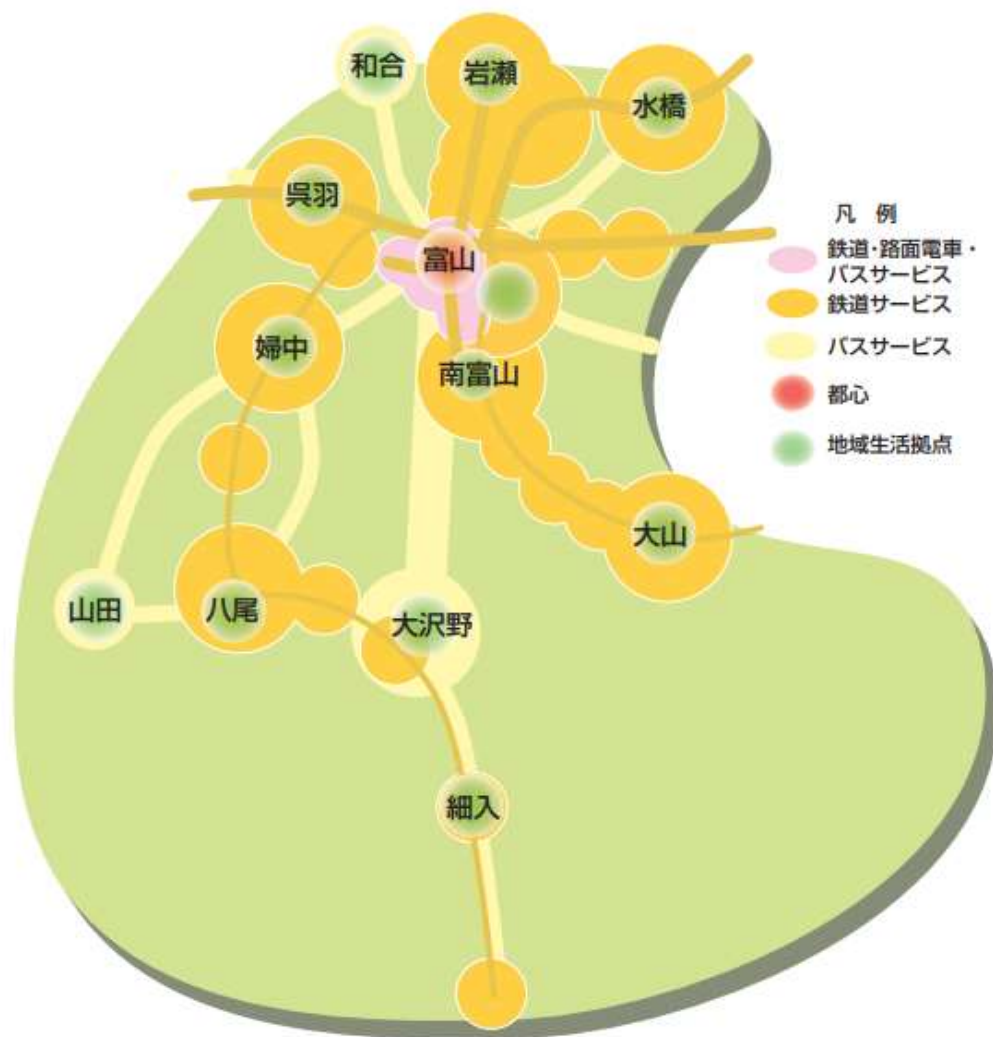 和合
岩瀬
水橋
呉羽
富山
婦中
南富山
大山
山田
八尾
大沢野
細入
凡 例
鉄道・路面電車・
バスサービス
鉄道サービス
バスサービス
都心
地域生活拠点